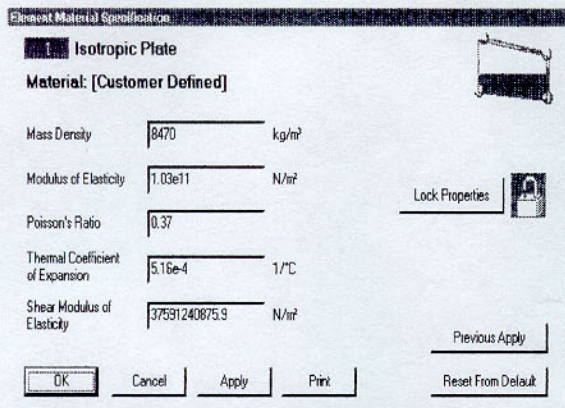 Element Material Specification
1 Isotropic Plate
Material: [Customer Defined]
Mass Density 8470 kg/m³
Modulus of Elasticity 1.03e11 N/m²
Lock Properties
Poisson's Ratio 0.37
Thermal Coefficient
of Expansion 5.16e-4 1/°C
Shear Modulus of
Elasticity 37591240875.9 N/m²
Previous Apply
OK Cancel Apply Print Reset From Default